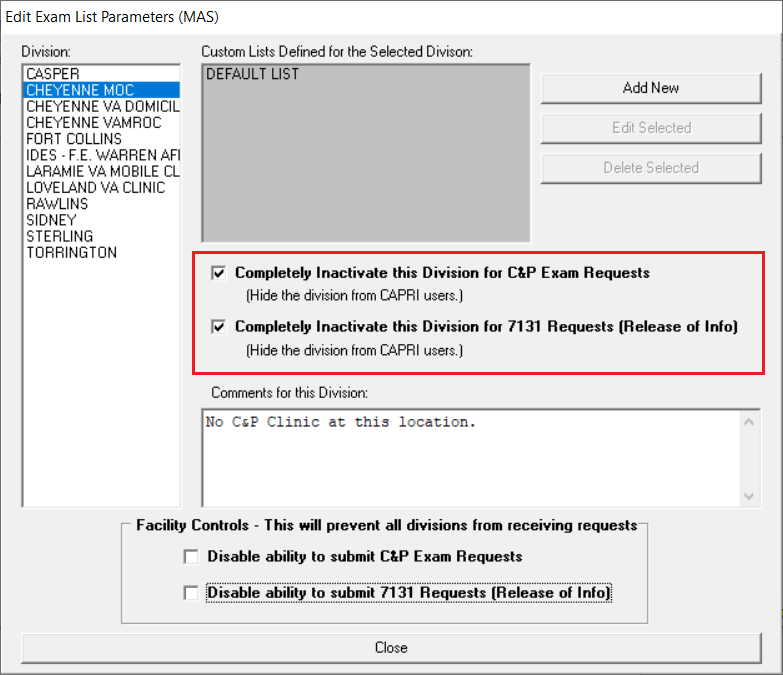 Edit Exam List Parameters (MAS)
Division:
CASPER
CHEYENNE MOC
CHEYENNE VA DOMICIL
CHEYENNE VAMROC
FORT COLLINS
IDES - F.E. WARREN AFI
LARAMIE VA MOBILE CL
LOVELAND VA CLINIC
RAWLINS
SIDNEY
STERLING
TORRINGTON
Custom Lists Defined for the Selected Divison:
DEFAULT LIST
Add New
Edit Selected
Delete Selected
Completely Inactivate this Division for C&P Exam Requests
(Hide the division from CAPRI users.)
Completely Inactivate this Division for 7131 Requests (Release of Info)
(Hide the division from CAPRI users.)
Comments for this Division:
No C&P Clinic at this location.
Facility Controls - This will prevent all divisions from receiving requests
Disable ability to submit C&P Exam Requests
Disable ability to submit 7131 Requests (Release of Info)
Close